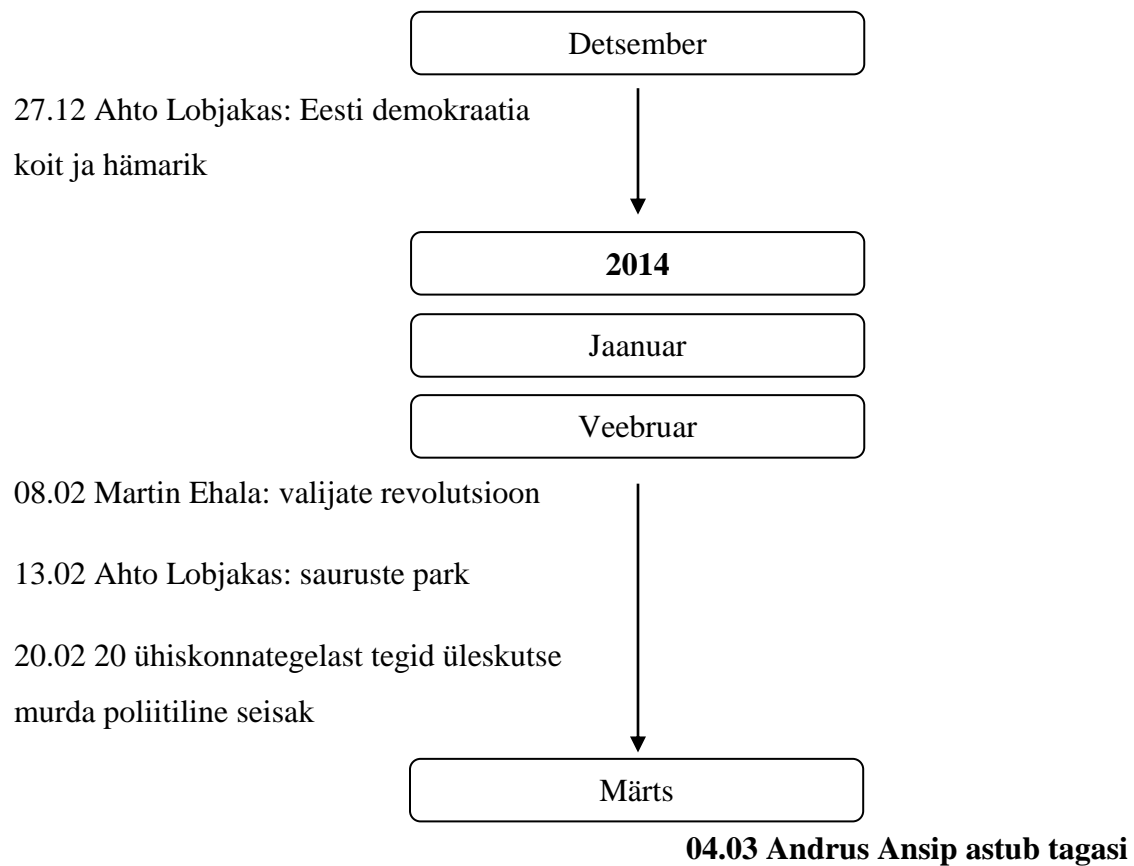 Detsember
27.12 Ahto Lobjakas: Eesti demokraatia
koit ja hämarik
2014
Jaanuar
Veebruar
08.02 Martin Ehala: valijate revolutsioon
13.02 Ahto Lobjakas: sauruste park
20.02 20 ühiskonnategelast tegid üleskutse
murda poliitiline seisak
Märts
04.03 Andrus Ansip astub tagasi